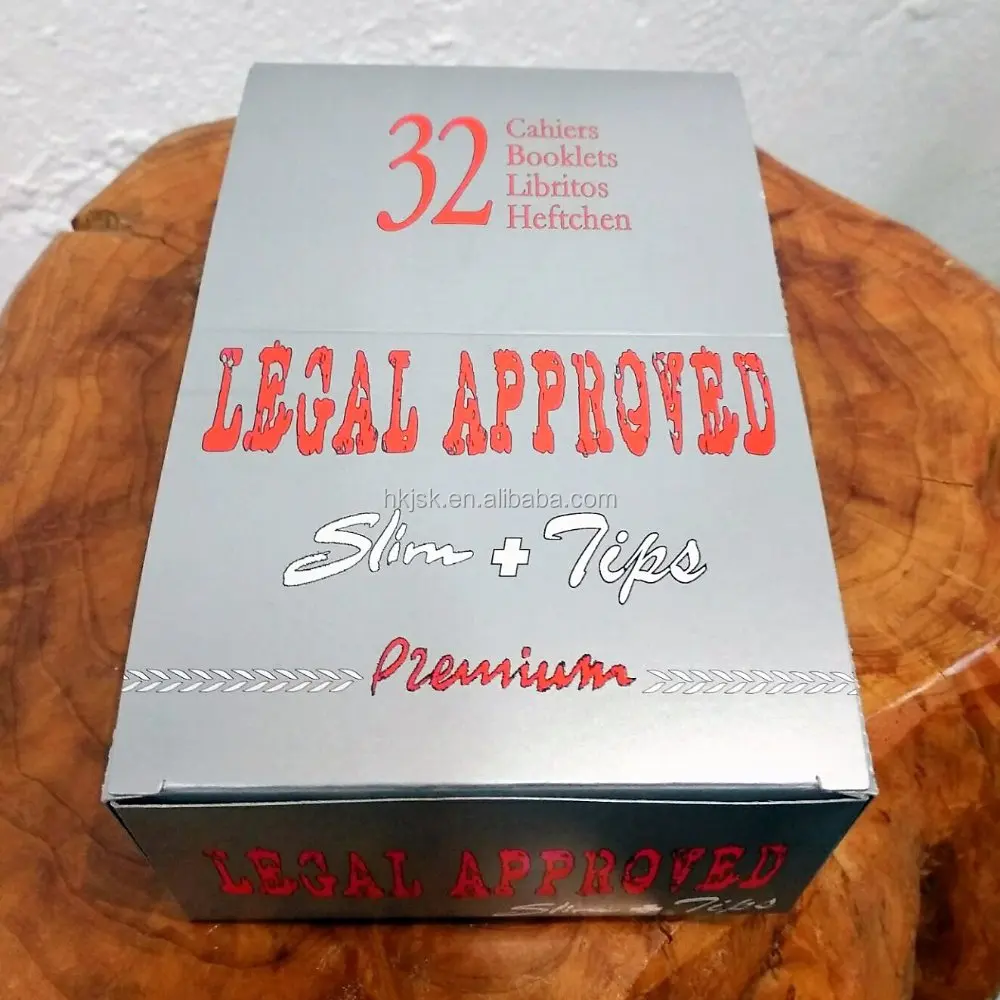 32 Cahiers
Booklets
Libritos
Heftchen
LEGAL APPROVED
hkjsk.en.alibaba.com
Slim + Tips
Premium
LEGAL APPROVED
Slim + Tips